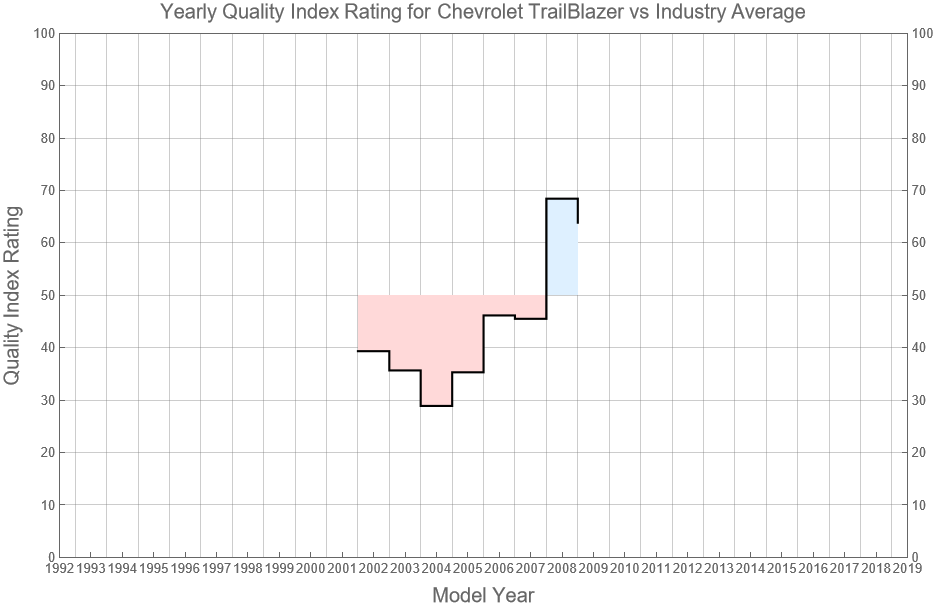 Yearly Quality Index Rating for Chevrolet TrailBlazer vs Industry Average
100 100
90 90
80 80
70 70
60 60
50 50
40 40
30 30
20 20
10 10
0 0
Quality Index Rating
1992 1993 1994 1995 1996 1997 1998 1999 2000 2001 2002 2003 2004 2005 2006 2007 2008 2009 2010 2011 2012 2013 2014 2015 2016 2017 2018 2019
Model Year